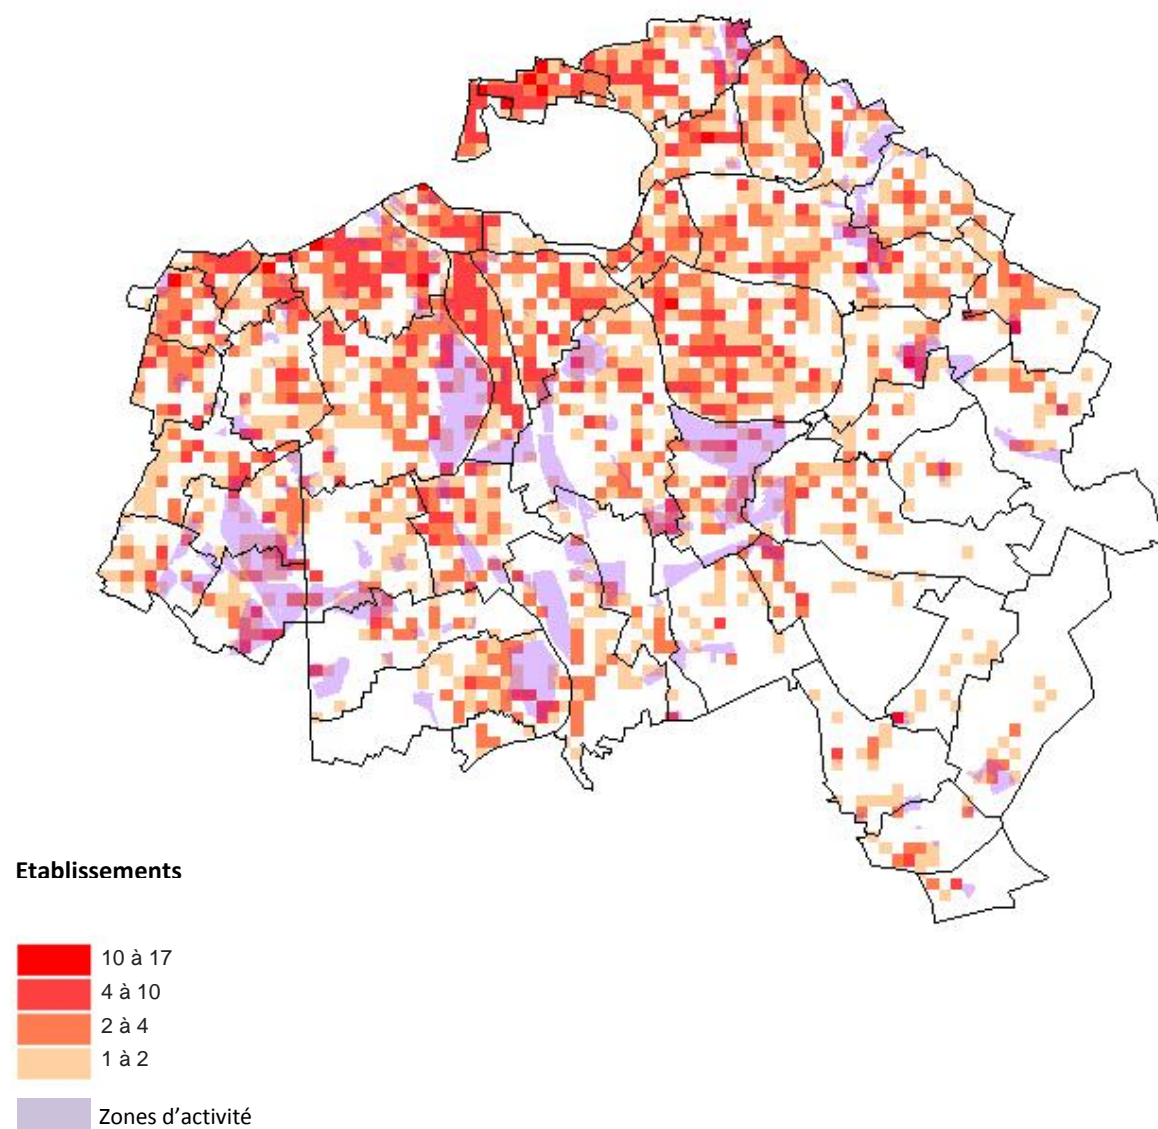 Etablissements
10 à 17
4 à 10
2 à 4
1 à 2
Zones d’activité